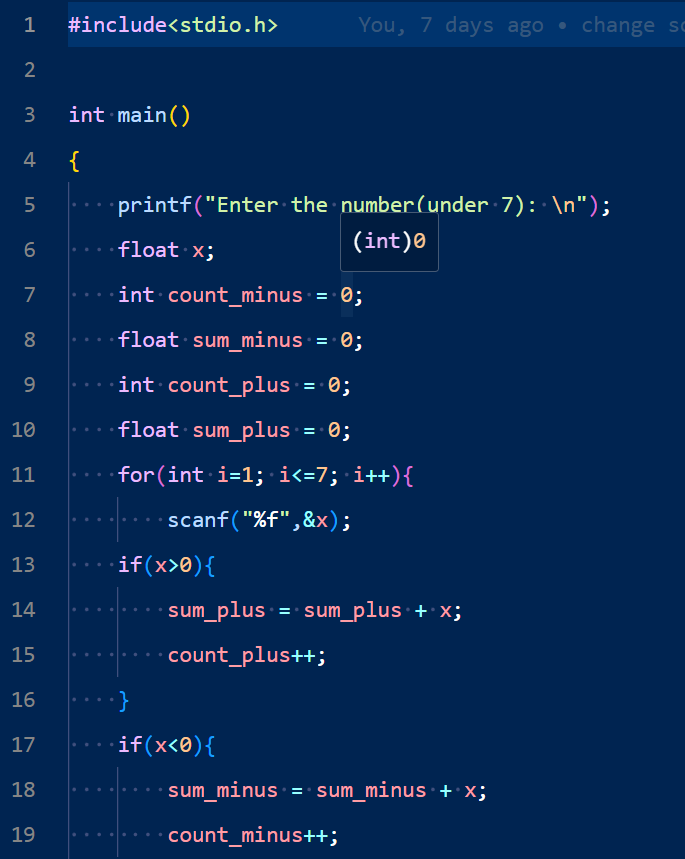 1 #include<stdio.h> You, 7 days ago • change
2
3 int main()
4 {
5 printf("Enter the number(under 7): \n");
(int)0
6 float x;
7 int count_minus = 0;
8 float sum_minus = 0;
9 int count_plus = 0;
10 float sum_plus = 0;
11 for(int i=1; i<=7; i++){
12 scanf("%f",&x);
13 if(x>0){
14 sum_plus = sum_plus + x;
15 count_plus++;
16 }
17 if(x<0){
18 sum_minus = sum_minus + x;
19 count_minus++;